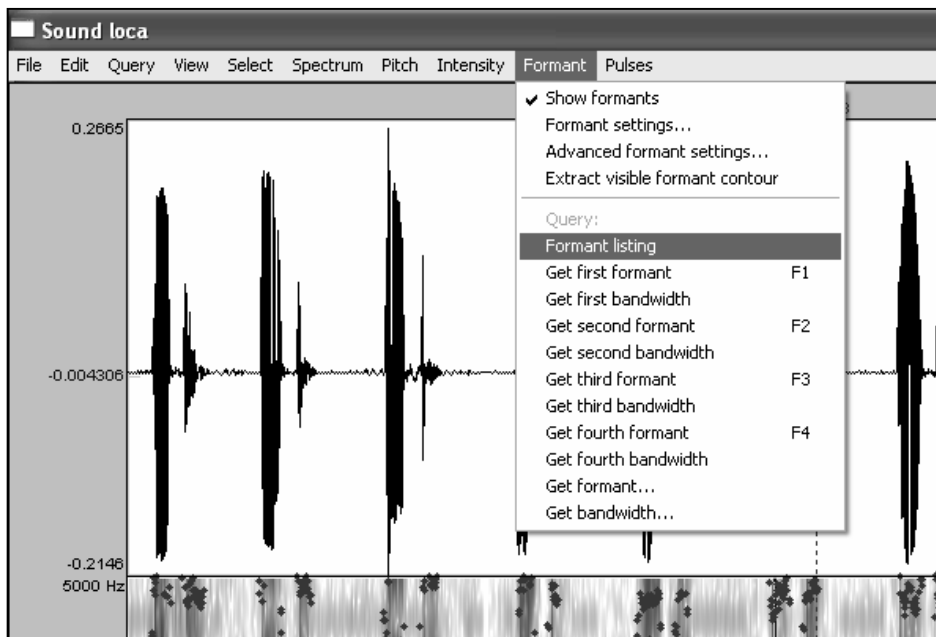 Sound loca
File Edit Query View Select Spectrum Pitch Intensity Formant Pulses
✓ Show formants
Formant settings...
Advanced formant settings...
Extract visible formant contour
Query:
Formant listing
Get first formant F1
Get first bandwidth
Get second formant F2
Get second bandwidth
Get third formant F3
Get third bandwidth
Get fourth formant F4
Get fourth bandwidth
Get formant...
Get bandwidth...
0.2665
-0.004306
-0.2146
5000 Hz